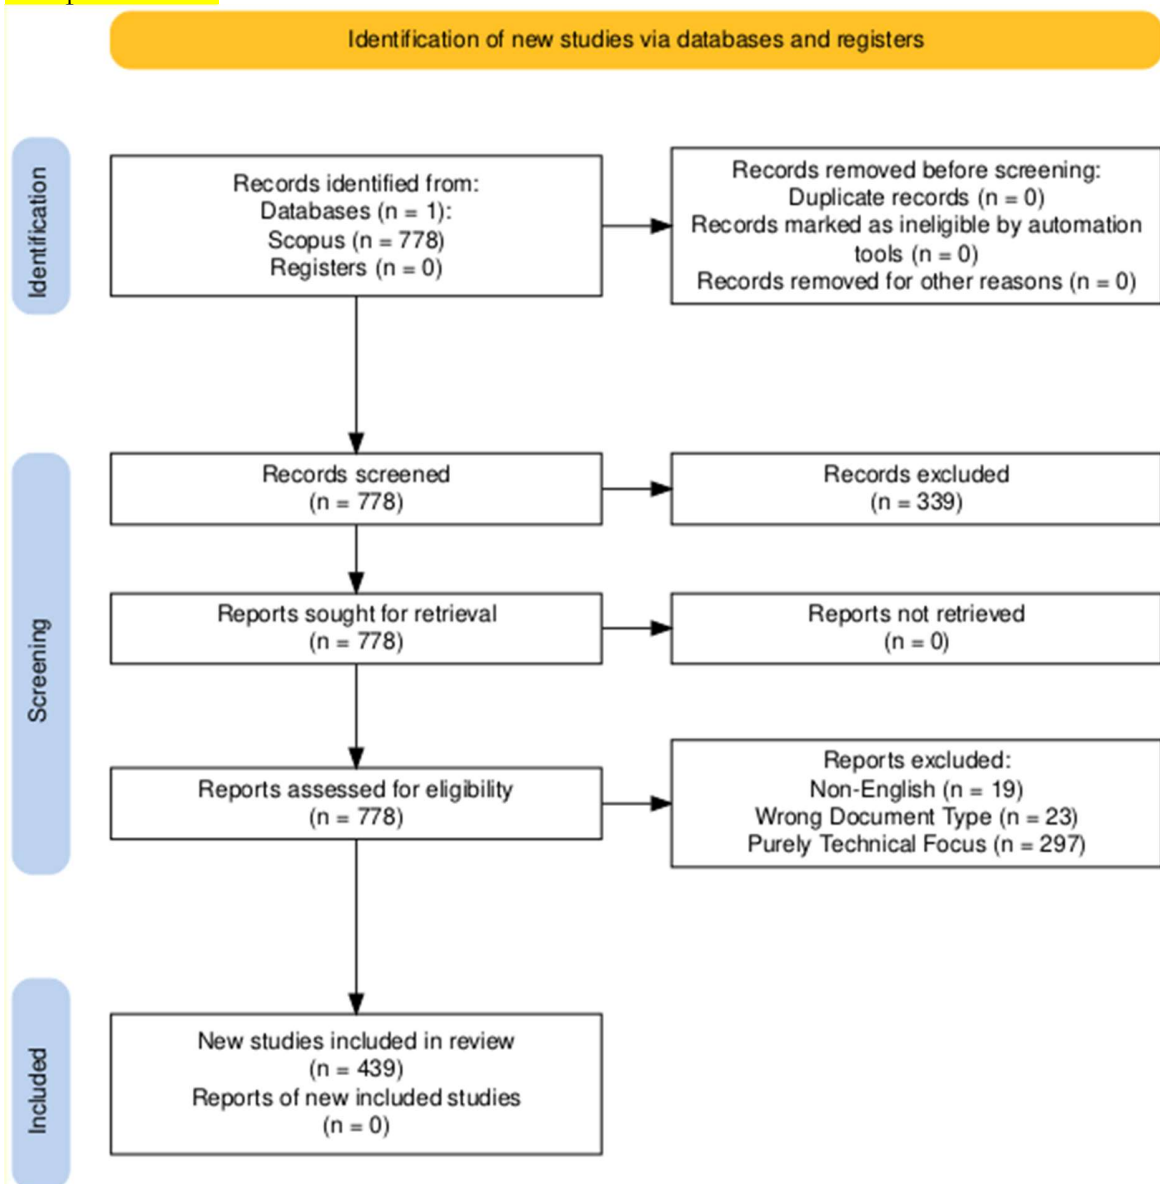 Identification of new studies via databases and registers
Identification
Records identified from:
Databases (n = 1):
Scopus (n = 778)
Registers (n = 0)
Records removed before screening:
Duplicate records (n = 0)
Records marked as ineligible by automation
tools (n = 0)
Records removed for other reasons (n = 0)
Screening
Records screened
(n = 778)
Records excluded
(n = 339)
Reports sought for retrieval
(n = 778)
Reports not retrieved
(n = 0)
Reports assessed for eligibility
(n = 778)
Reports excluded:
Non-English (n = 19)
Wrong Document Type (n = 23)
Purely Technical Focus (n = 297)
Included
New studies included in review
(n = 439)
Reports of new included studies
(n = 0)